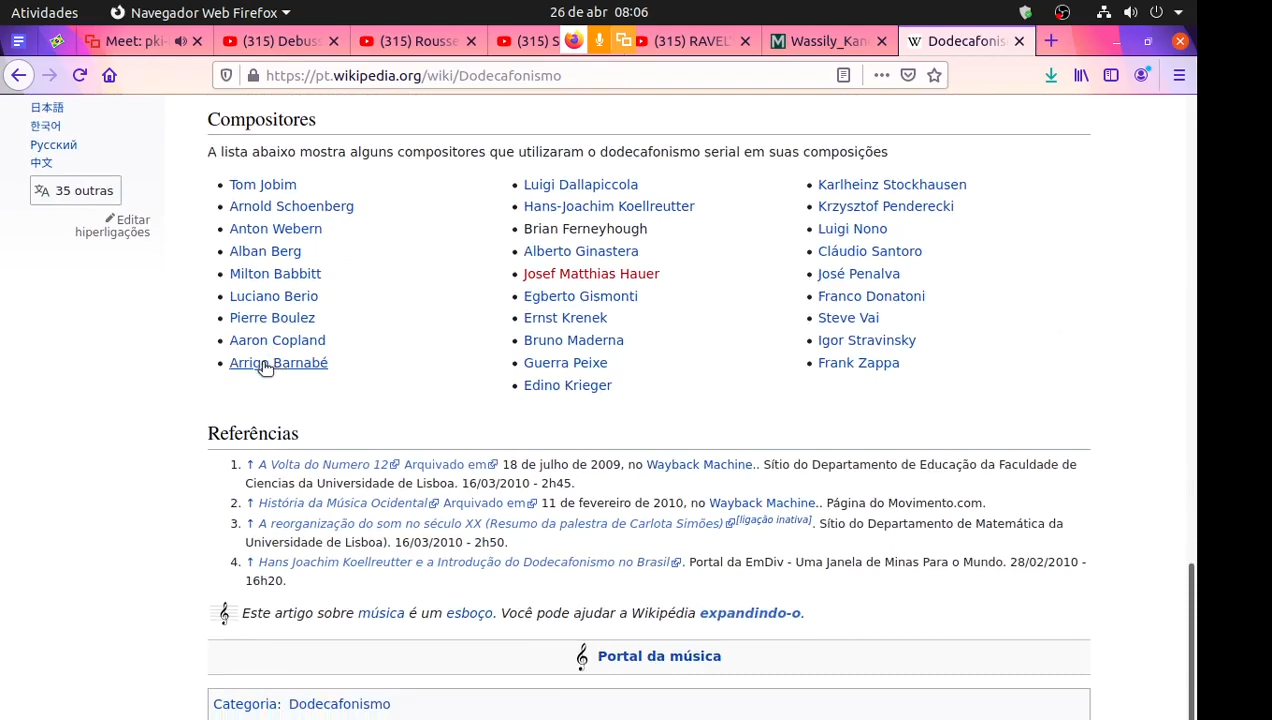 Atividades
Navegador Web Firefox
26 de abr 08:06
Meet: pki-
(315) Debus:
(315) Rousse
(315) S
(315) RAVEL'
Wassily_Kan
Dodecafonis
https://pt.wikipedia.org/wiki/Dodecafonismo
日本語
한국어
Русский
中文
35 outras
Editar
hiperligações
Compositores
A lista abaixo mostra alguns compositores que utilizaram o dodecafonismo serial em suas composições
Tom Jobim
Arnold Schoenberg
Anton Webern
Alban Berg
Milton Babbitt
Luciano Berio
Pierre Boulez
Aaron Copland
Arrigo Barnabé
Luigi Dallapiccola
Hans-Joachim Koellreutter
Brian Ferneyhough
Alberto Ginastera
Josef Matthias Hauer
Egberto Gismonti
Ernst Krenek
Bruno Maderna
Guerra Peixe
Edino Krieger
Karlheinz Stockhausen
Krzysztof Penderecki
Luigi Nono
Cláudio Santoro
José Penalva
Franco Donatoni
Steve Vai
Igor Stravinsky
Frank Zappa
Referências
1. ↑ A Volta do Numero 12 Arquivado em 18 de julho de 2009, no Wayback Machine.. Sítio do Departamento de Educação da Faculdade de
Ciencias da Universidade de Lisboa. 16/03/2010 - 2h45.
2. ↑ História da Música Ocidental Arquivado em 11 de fevereiro de 2010, no Wayback Machine.. Página do Movimento.com.
3. ↑ A reorganização do som no século XX (Resumo da palestra de Carlota Simões)[ligação inativa]. Sítio do Departamento de Matemática da
Universidade de Lisboa). 16/03/2010 - 2h50.
4. ↑ Hans Joachim Koellreutter e a Introdução do Dodecafonismo no Brasil. Portal da EmDiv - Uma Janela de Minas Para o Mundo. 28/02/2010 -
16h20.
Este artigo sobre música é um esboço. Você pode ajudar a Wikipédia expandindo-o.
Portal da música
Categoria: Dodecafonismo